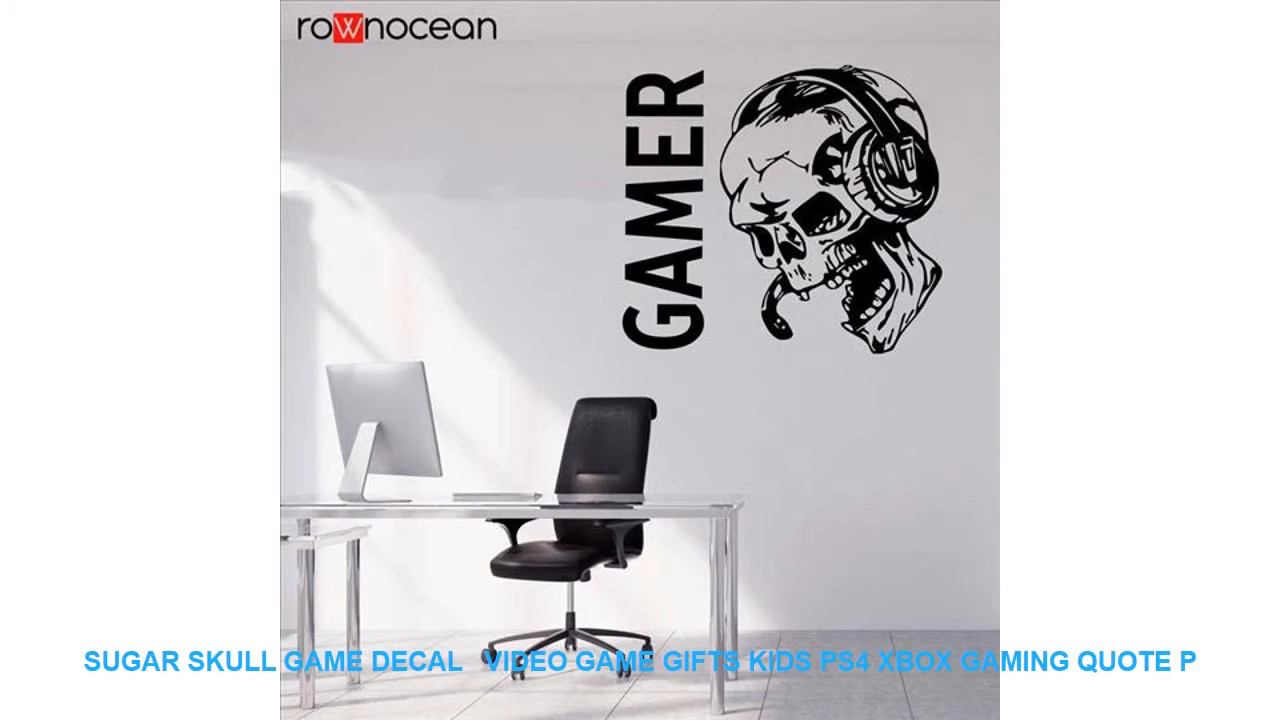 rownocean
GAMER
SUGAR SKULL GAME DECAL VIDEO GAME GIFTS KIDS PS4 XBOX GAMING QUOTE P